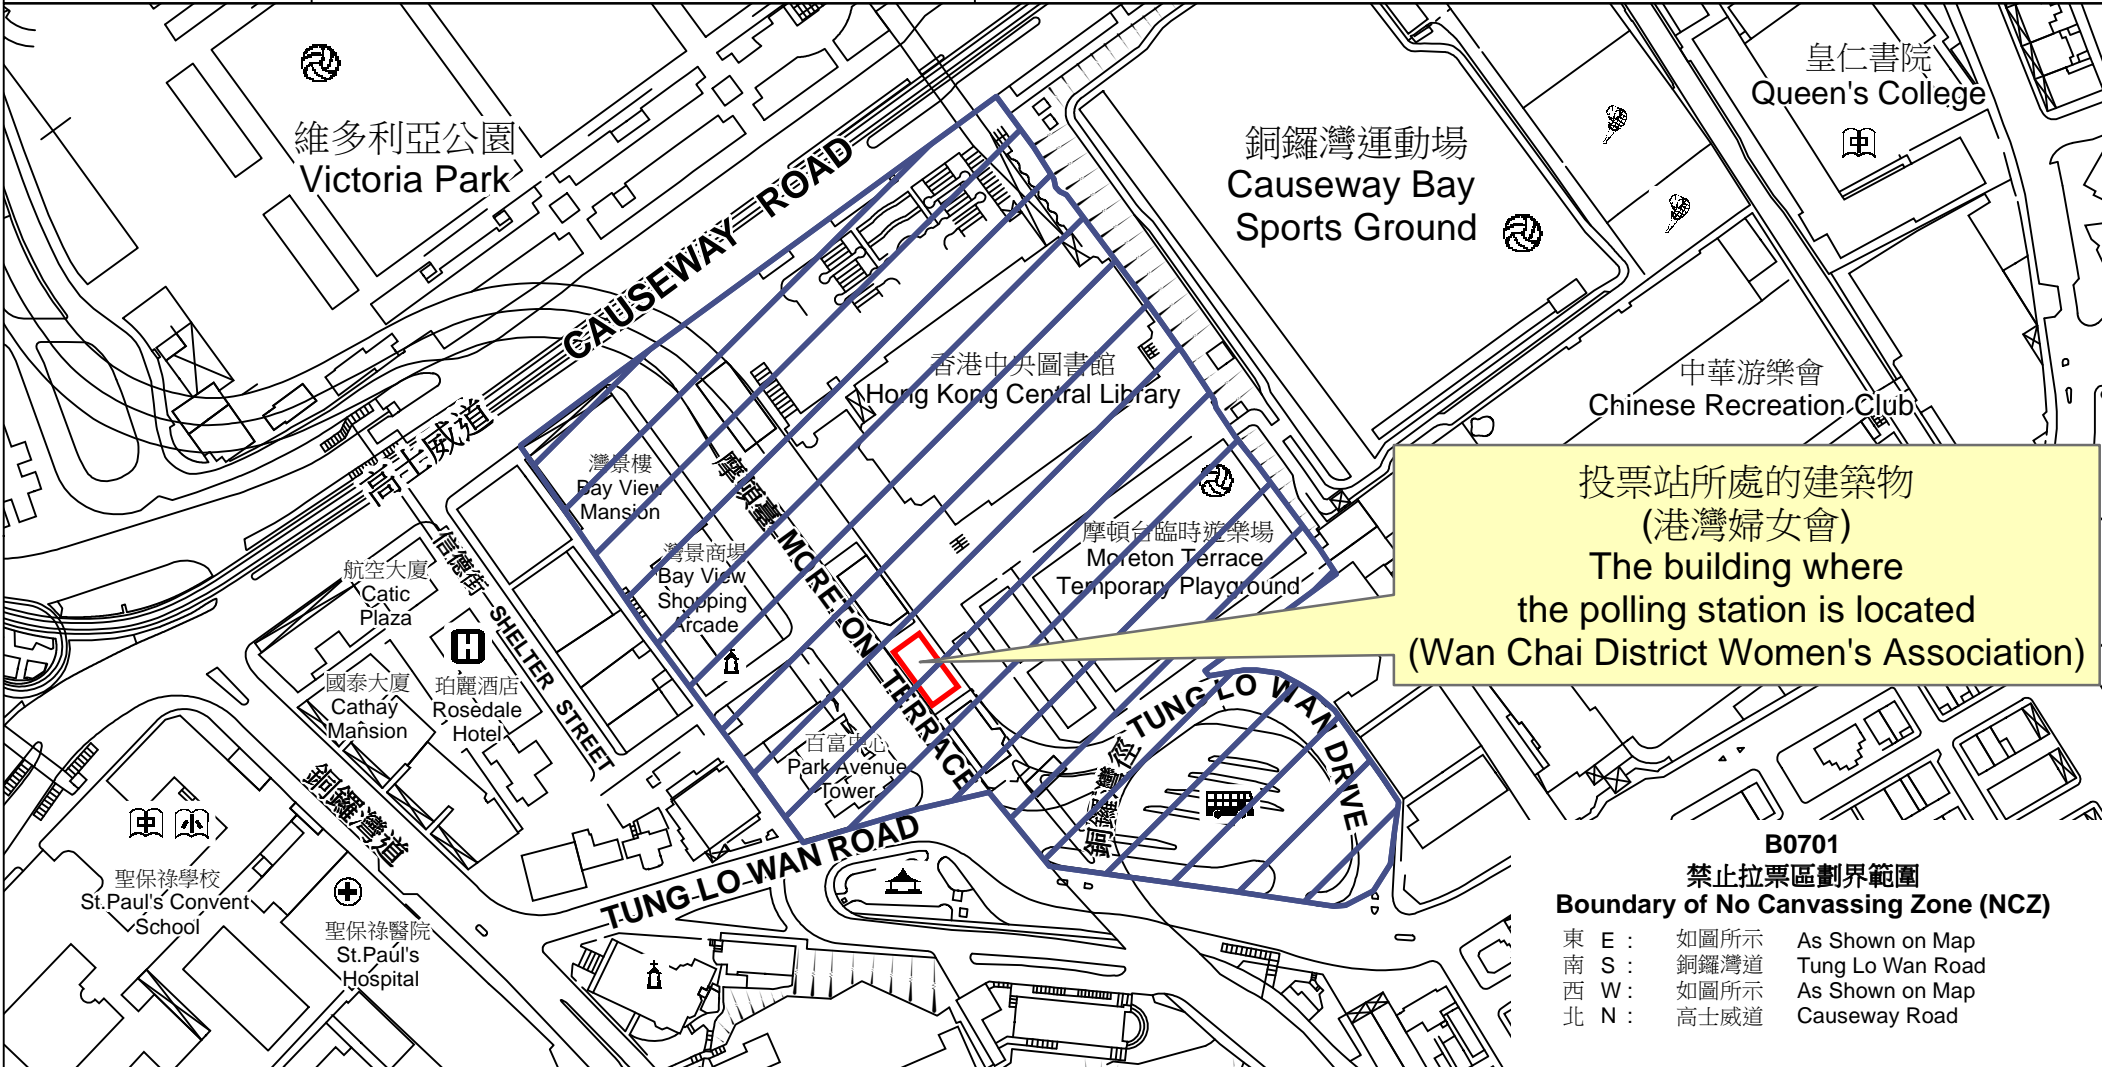 維多利亞公園
Victoria Park
CAUSEWAY ROAD
高士威道
銅鑼灣運動場
Causeway Bay
Sports Ground
皇仁書院
Queen's College
中
中華游樂會
Chinese Recreation Club
香港中央圖書館
Hong Kong Central Library
灣景樓
Bay View
Mansion
灣景商場
Bay View
Shopping
Arcade
摩頓臺 MORETON TERRACE
摩頓台臨時遊樂場
Moreton Terrace
Temporary Playground
投票站所處的建築物
(港灣婦女會)
The building where
the polling station is located
(Wan Chai District Women's Association)
航空大廈
Catic
Plaza
信德街 SHELTER STREET
H
國泰大廈
Cathay
Mansion
珀麗酒店
Rosedale
Hotel
百富中心
Park Avenue
Tower
銅鑼灣徑 TUNG LO WAN DRIVE
銅鑼灣道
TUNG LO WAN ROAD
中 小
聖保祿學校
St.Paul's Convent
School
聖保祿醫院
St.Paul's
Hospital
B0701
禁止拉票區劃界範圍
Boundary of No Canvassing Zone (NCZ)
東 E : 如圖所示 As Shown on Map
南 S : 銅鑼灣道 Tung Lo Wan Road
西 W : 如圖所示 As Shown on Map
北 N : 高士威道 Causeway Road